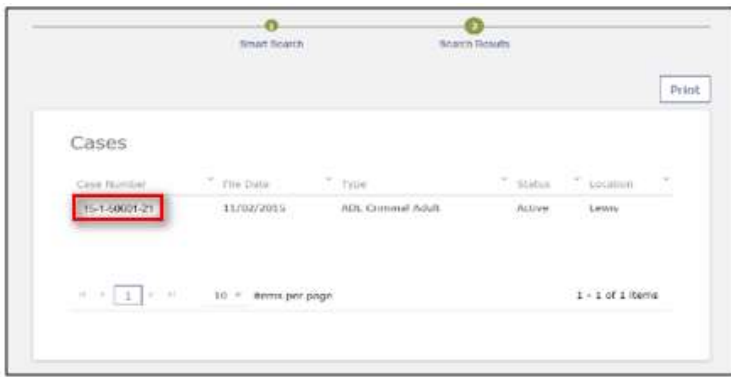 Smart Search
Search Results
Print
Cases
Case Number File Date Type Status Location
15-1-50001-21 11/02/2015 ADL Criminal Adult Active Lewis
1 10 items per page 1 - 1 of 1 items